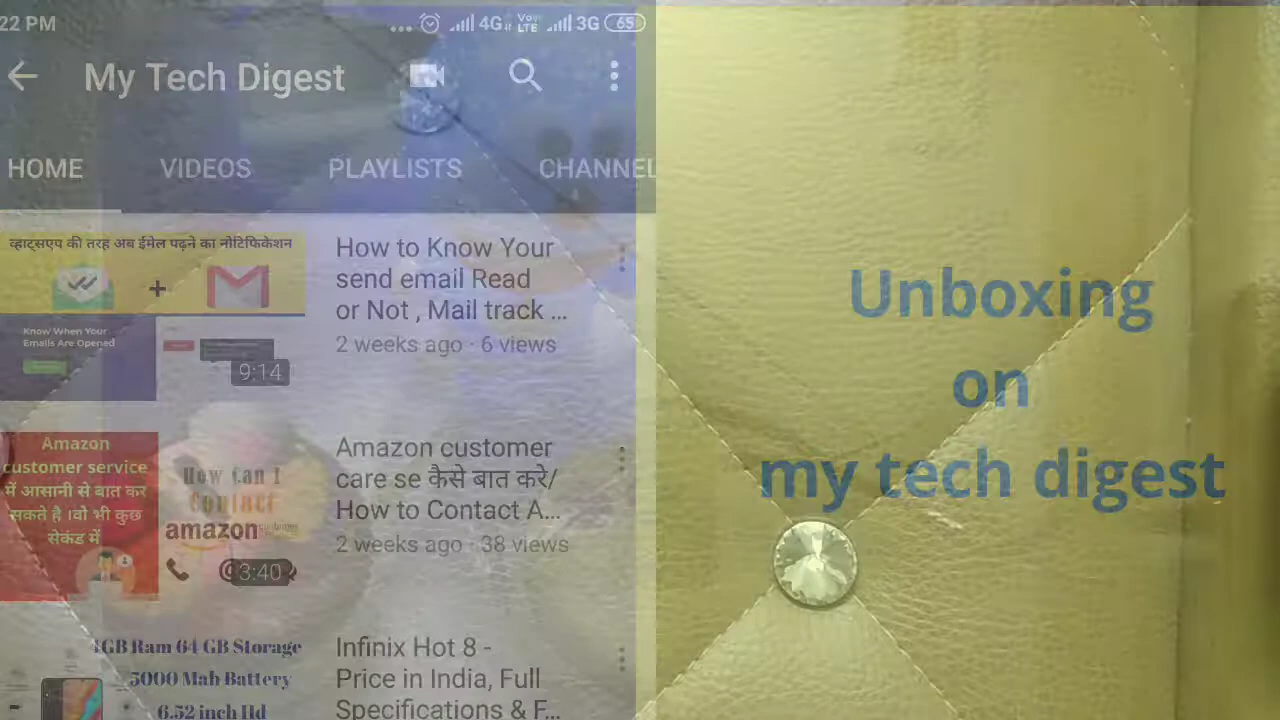 22 PM
4G
Vo
LTE
3G
65
My Tech Digest
HOME
VIDEOS
PLAYLISTS
CHANNEL
व्हाट्सएप की तरह अब ईमेल पढ़ने का नोटिफिकेशन
+
Know When Your
Emails Are Opened
9:14
How to Know Your
send email Read
or Not , Mail track ...
2 weeks ago · 6 views
Amazon
customer service
में आसानी से बात कर
सकते है ।वो भी कुछ
सेकंड में
How Can I
Contact
amazon customer
3:40
Amazon customer
care se कैसे बात करे/
How to Contact A...
2 weeks ago · 38 views
4GB Ram 64 GB Storage
5000 Mah Battery
6.52 inch Hd
Infinix Hot 8 -
Price in India, Full
Specifications & F...
Unboxing
on
my tech digest